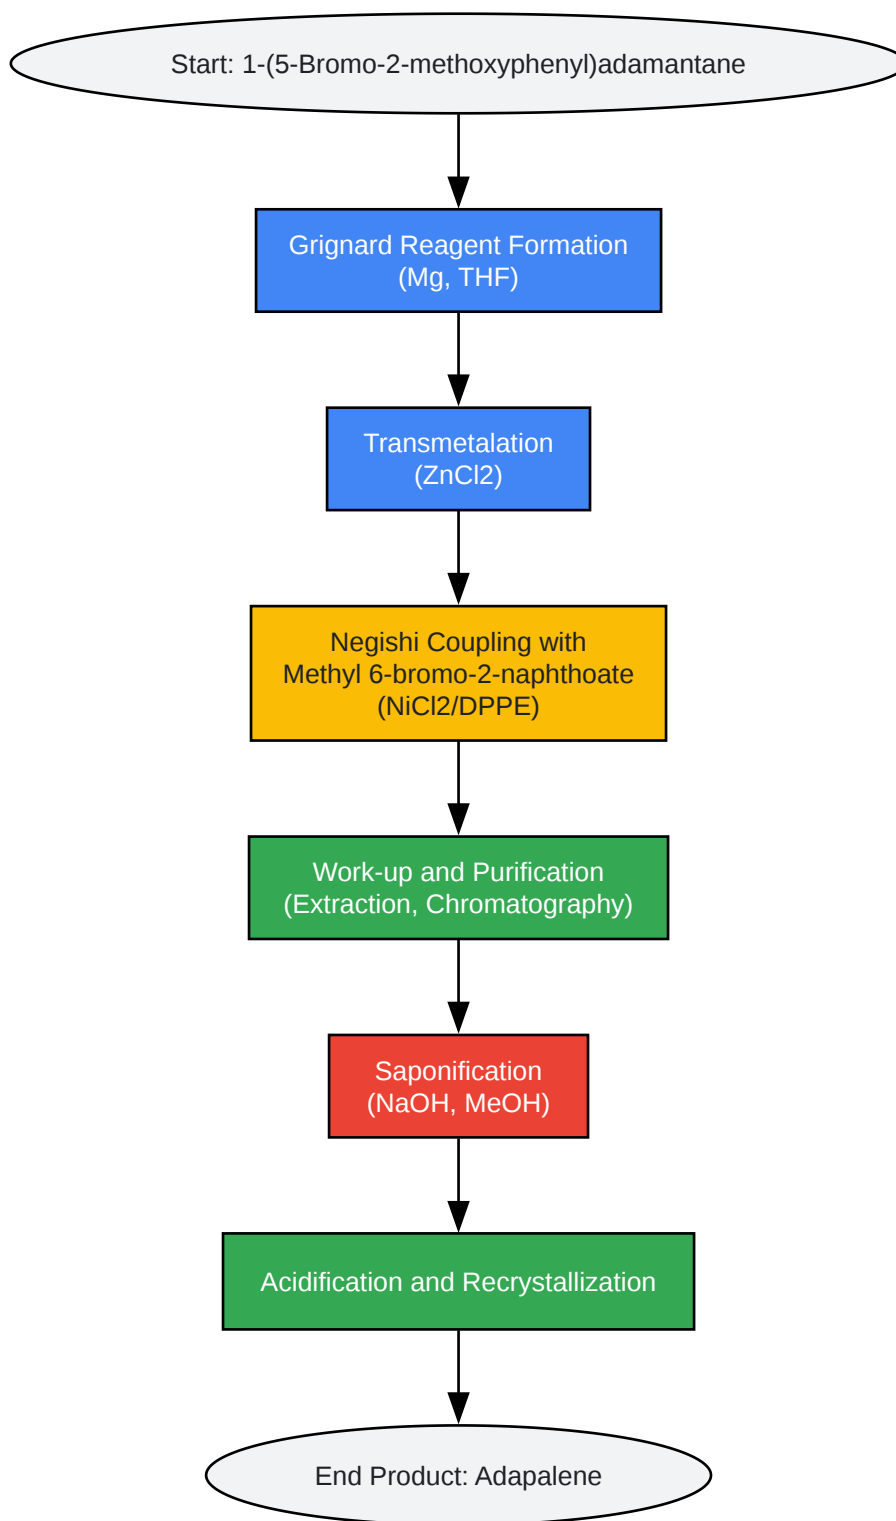 Start: 1-(5-Bromo-2-methoxyphenyl)adamantane
Grignard Reagent Formation
(Mg, THF)
Transmetalation
(ZnCl2)
Negishi Coupling with
Methyl 6-bromo-2-naphthoate
(NiCl2/DPPE)
Work-up and Purification
(Extraction, Chromatography)
Saponification
(NaOH, MeOH)
Acidification and Recrystallization
End Product: Adapalene